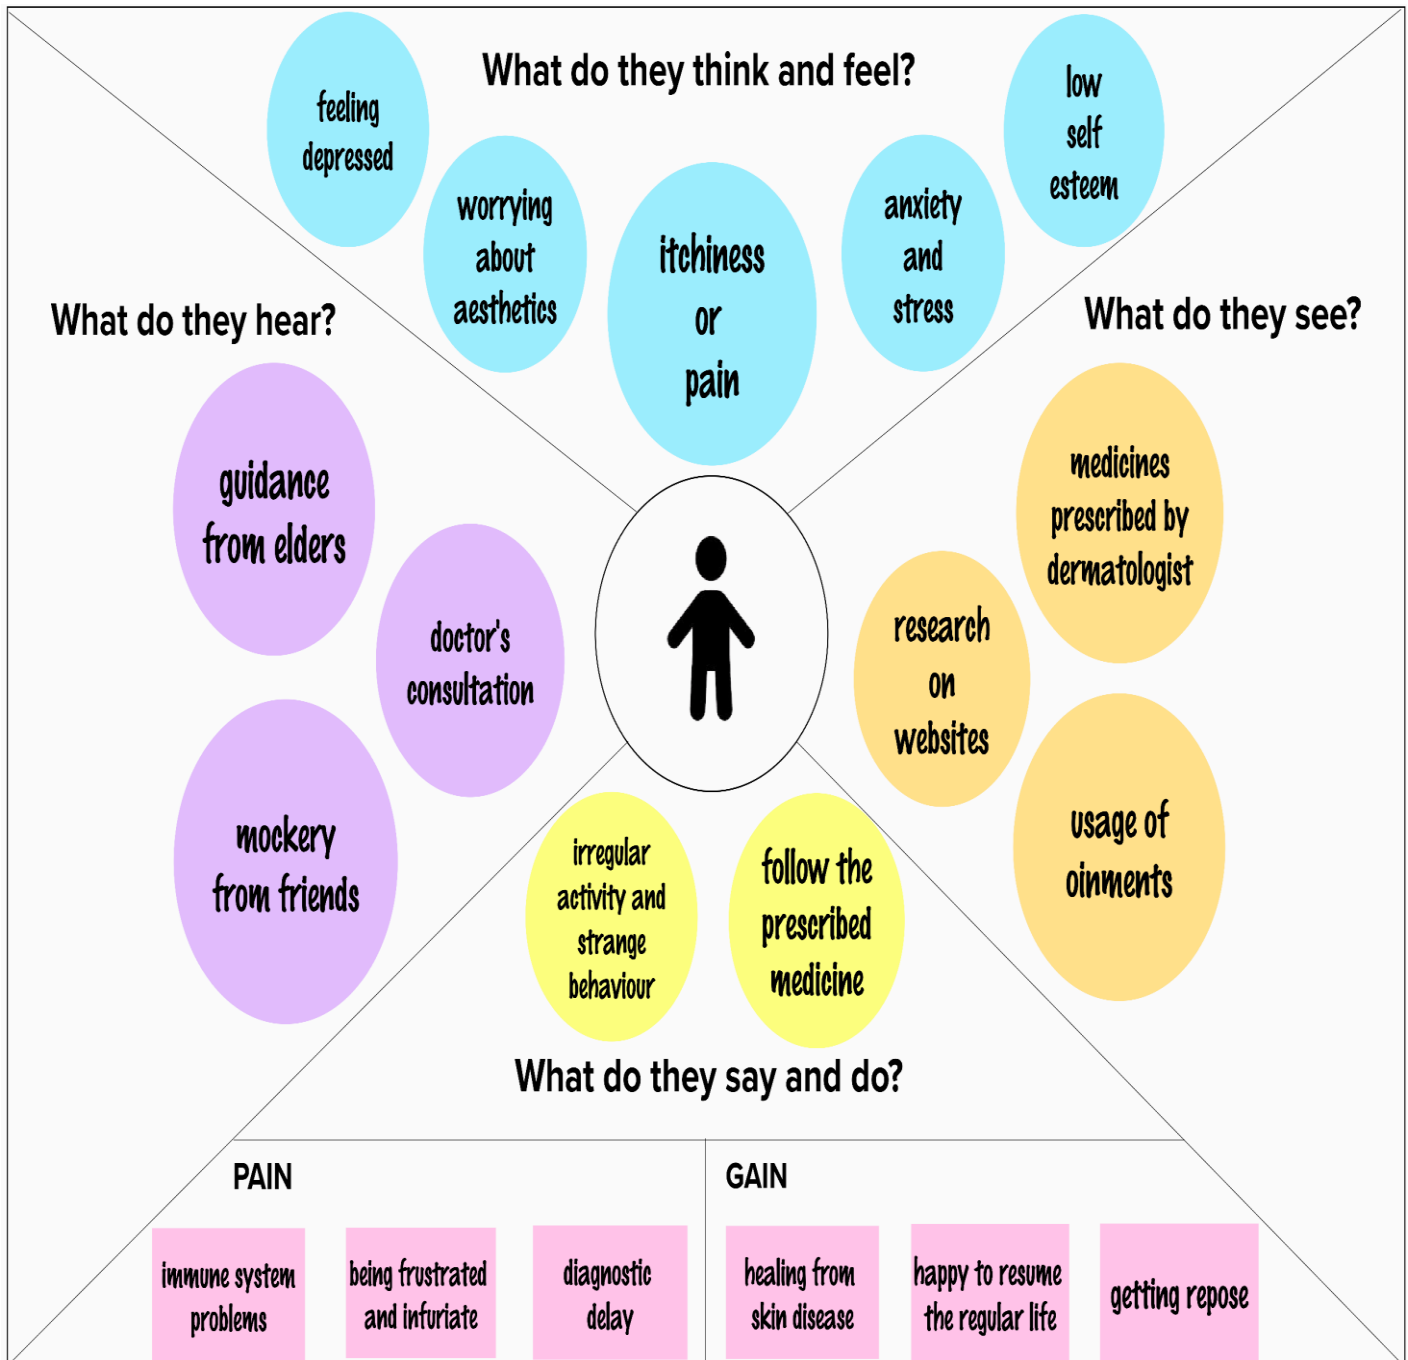 What do they think and feel?
feeling
depressed
worrying
about
aesthetics
itchiness
or
pain
anxiety
and
stress
low
self
esteem
What do they hear?
guidance
from elders
doctor's
consultation
mockery
from friends
What do they see?
medicines
prescribed by
dermatologist
research
on
websites
usage of
oinments
irregular
activity and
strange
behaviour
follow the
prescribed
medicine
What do they say and do?
PAIN
immune system
problems
being frustrated
and infuriate
diagnostic
delay
GAIN
healing from
skin disease
happy to resume
the regular life
getting repose